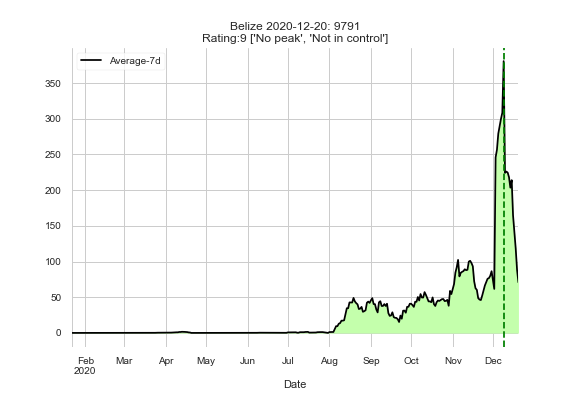 Belize 2020-12-20: 9791
Rating:9 ['No peak', 'Not in control']
Average-7d
350
300
250
200
150
100
50
0
Feb Mar Apr May Jun Jul Aug Sep Oct Nov Dec
2020
Date